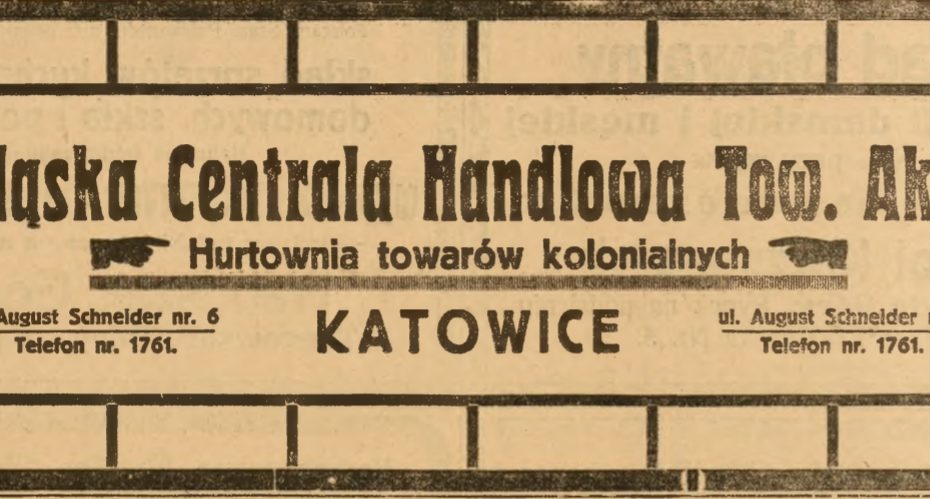 ląska Centrala Handlowa Tow. Ak
Hurtownia towarów kolonialnych
August Schneider nr. 6
Telefon nr. 1761.
KATOWICE
ul. August Schneider
Telefon nr. 1761.